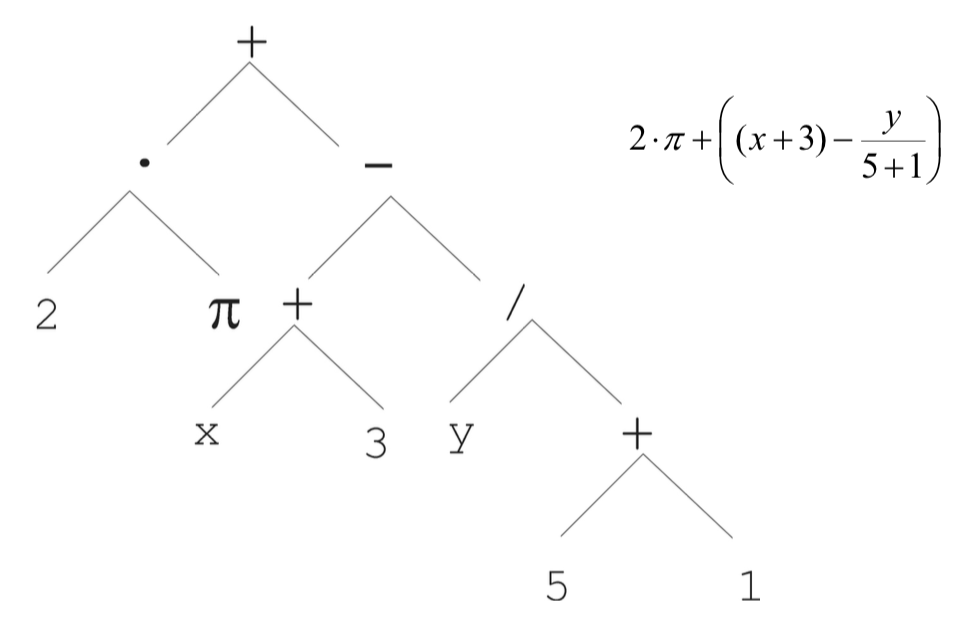 +
· −
2 π + /
x 3 y +
5 1
2·π+((x+3)−y/(5+1))